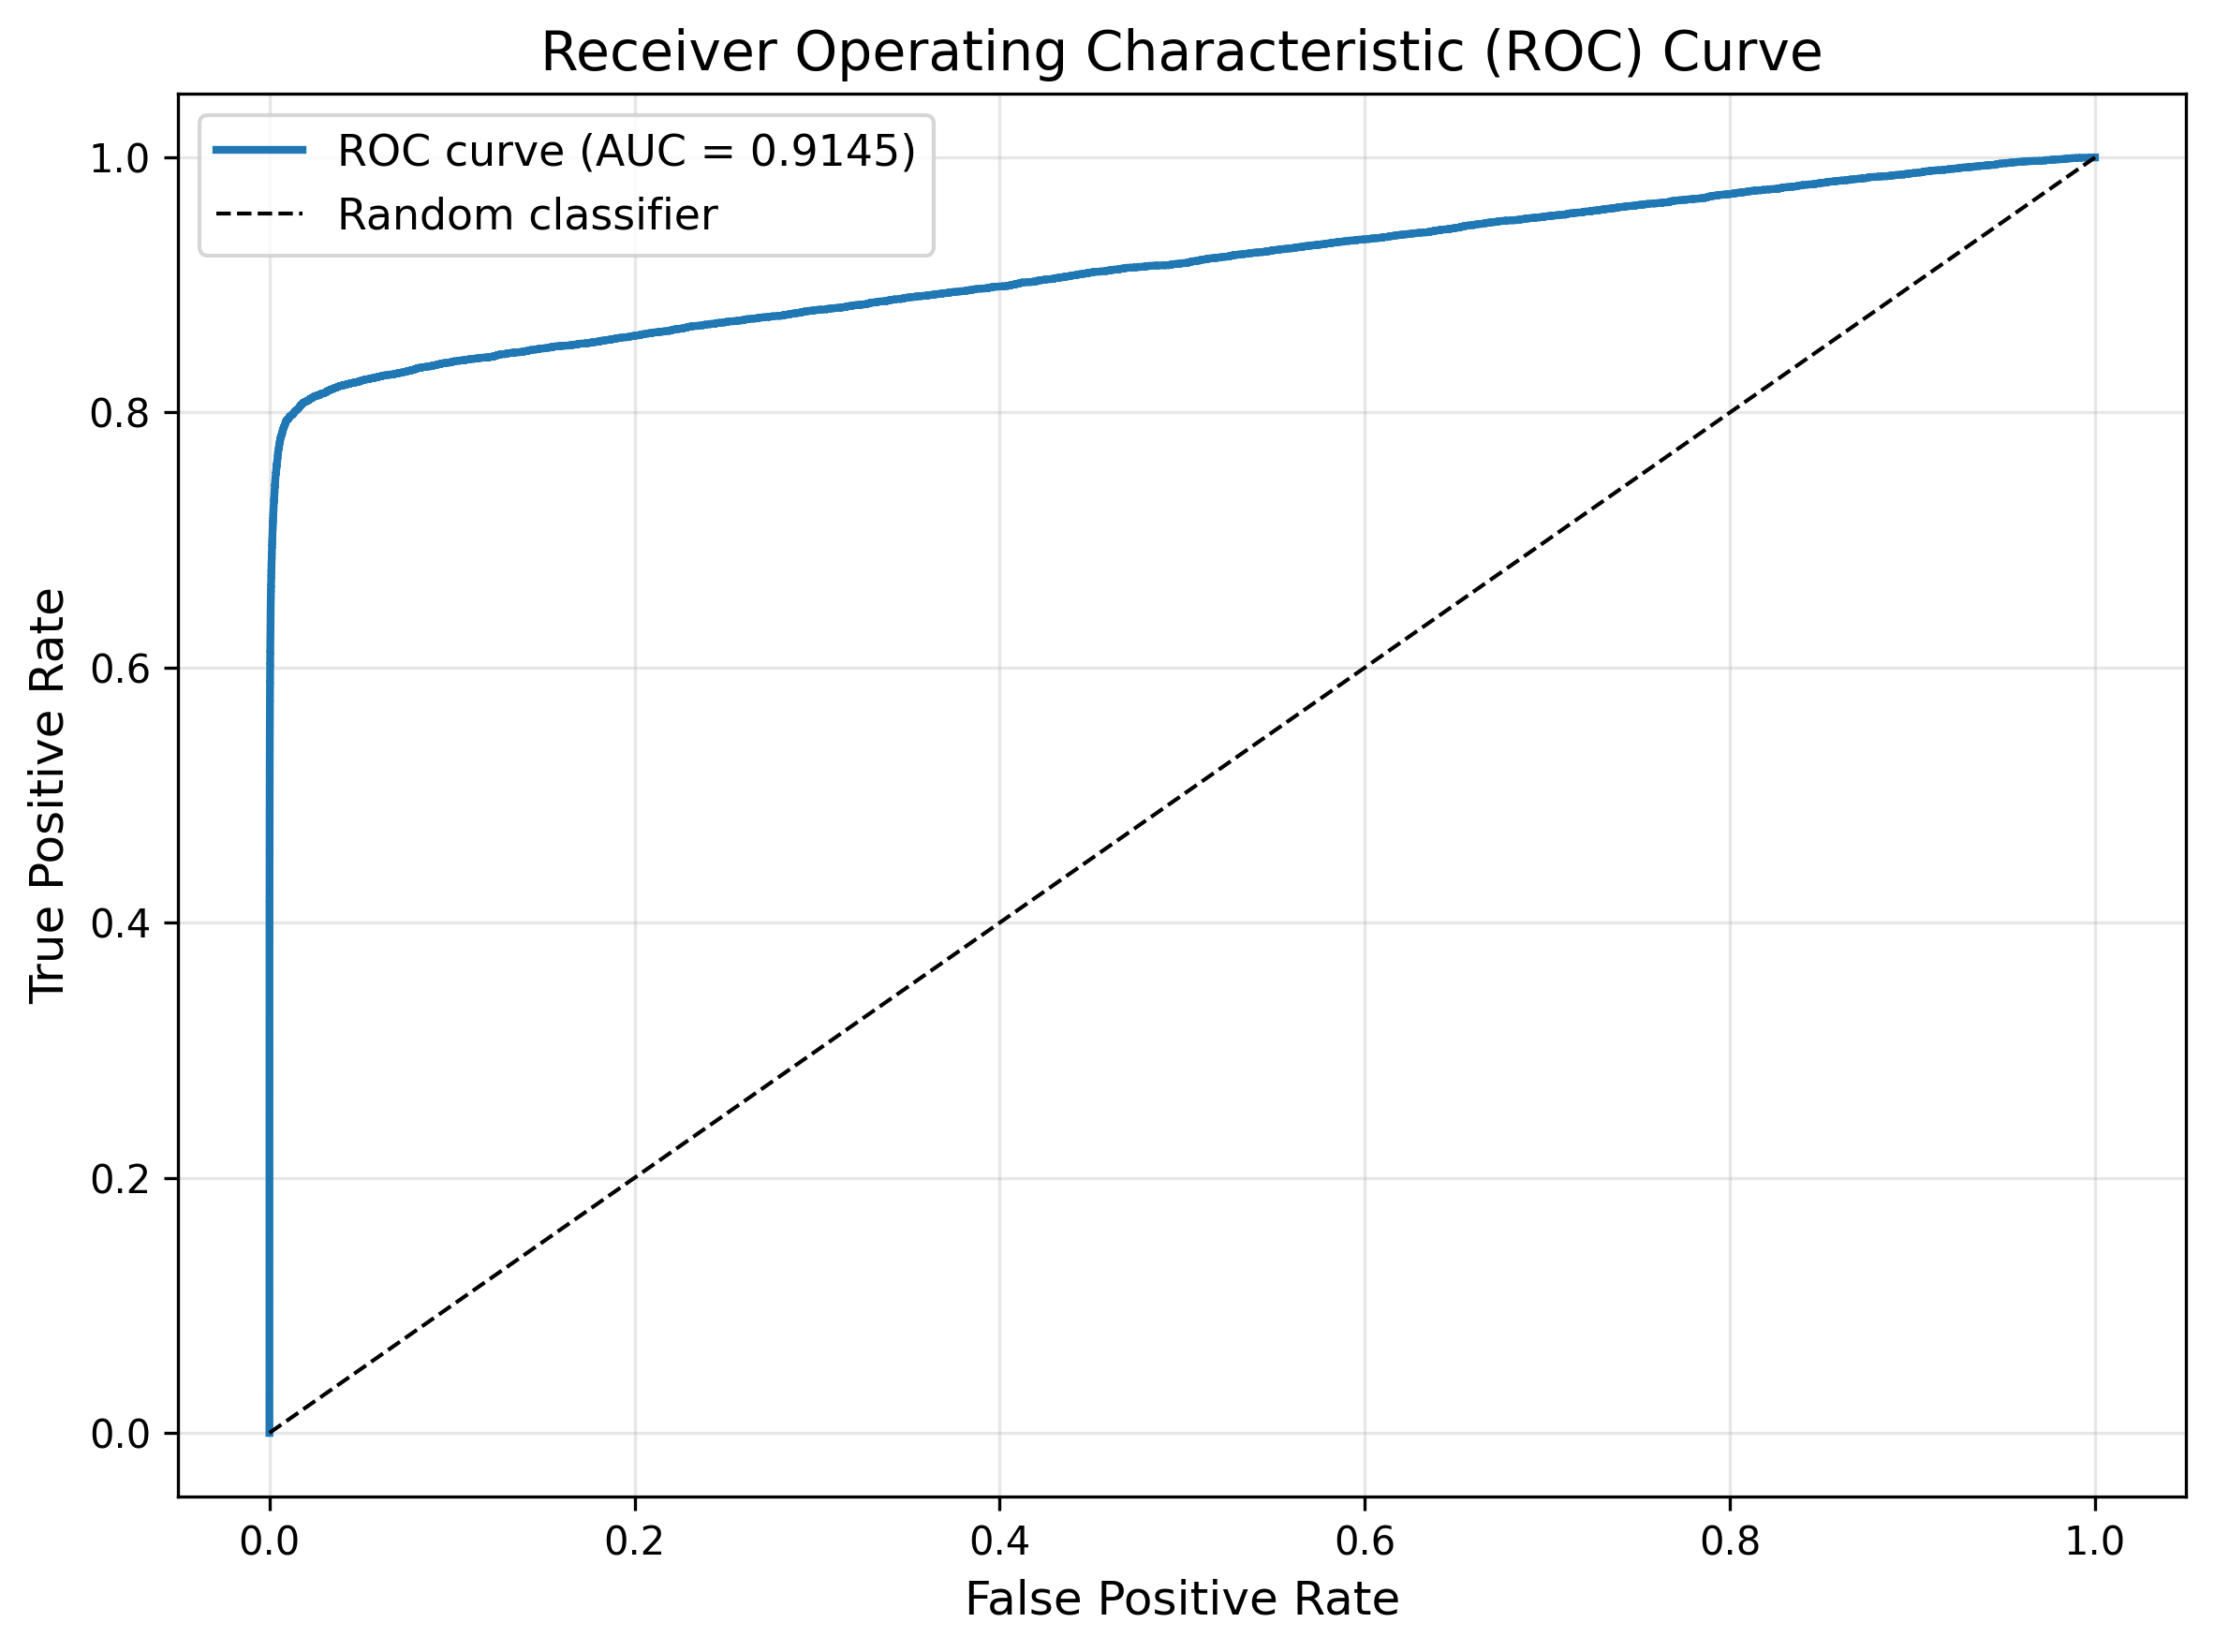 Receiver Operating Characteristic (ROC) Curve
ROC curve (AUC = 0.9145)
Random classifier
True Positive Rate
1.0
0.8
0.6
0.4
0.2
0.0
0.0 0.2 0.4 0.6 0.8 1.0
False Positive Rate